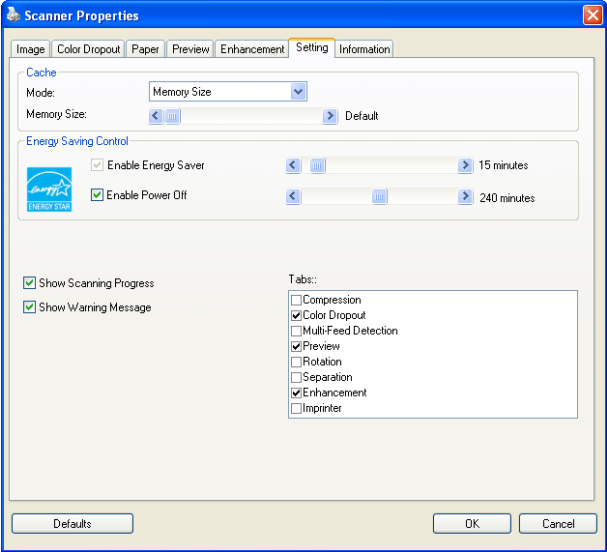 Scanner Properties
Image Color Dropout Paper Preview Enhancement Setting Information
Cache
Mode: Memory Size
Memory Size: Default
Energy Saving Control
Enable Energy Saver 15 minutes
energy
ENERGY STAR
Enable Power Off 240 minutes
Show Scanning Progress
Show Warning Message
Tabs::
Compression
Color Dropout
Multi-Feed Detection
Preview
Rotation
Separation
Enhancement
Imprinter
Defaults OK Cancel